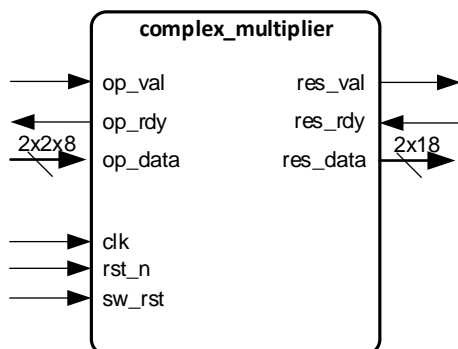 complex_multiplier
op_val res_val
op_rdy res_rdy
2x2x8 2x18
op_data res_data
clk
rst_n
sw_rst